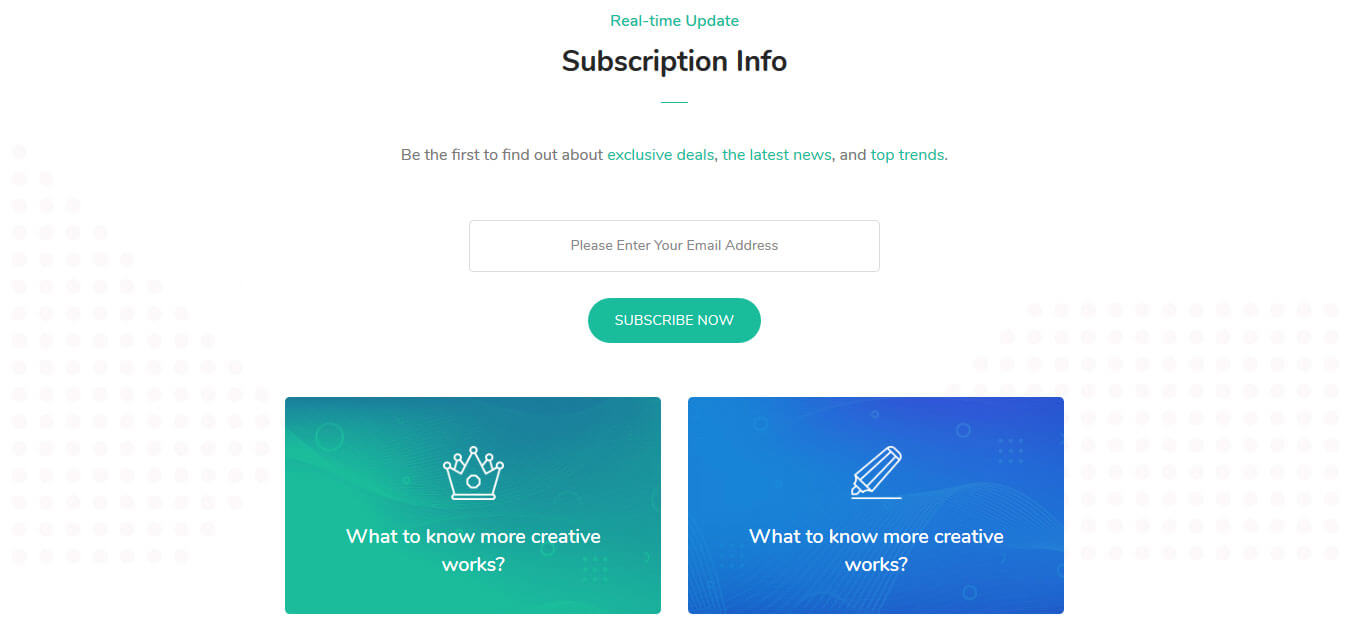 Real-time Update
Subscription Info
Be the first to find out about exclusive deals, the latest news, and top trends.
Please Enter Your Email Address
SUBSCRIBE NOW
What to know more creative
works?
What to know more creative
works?